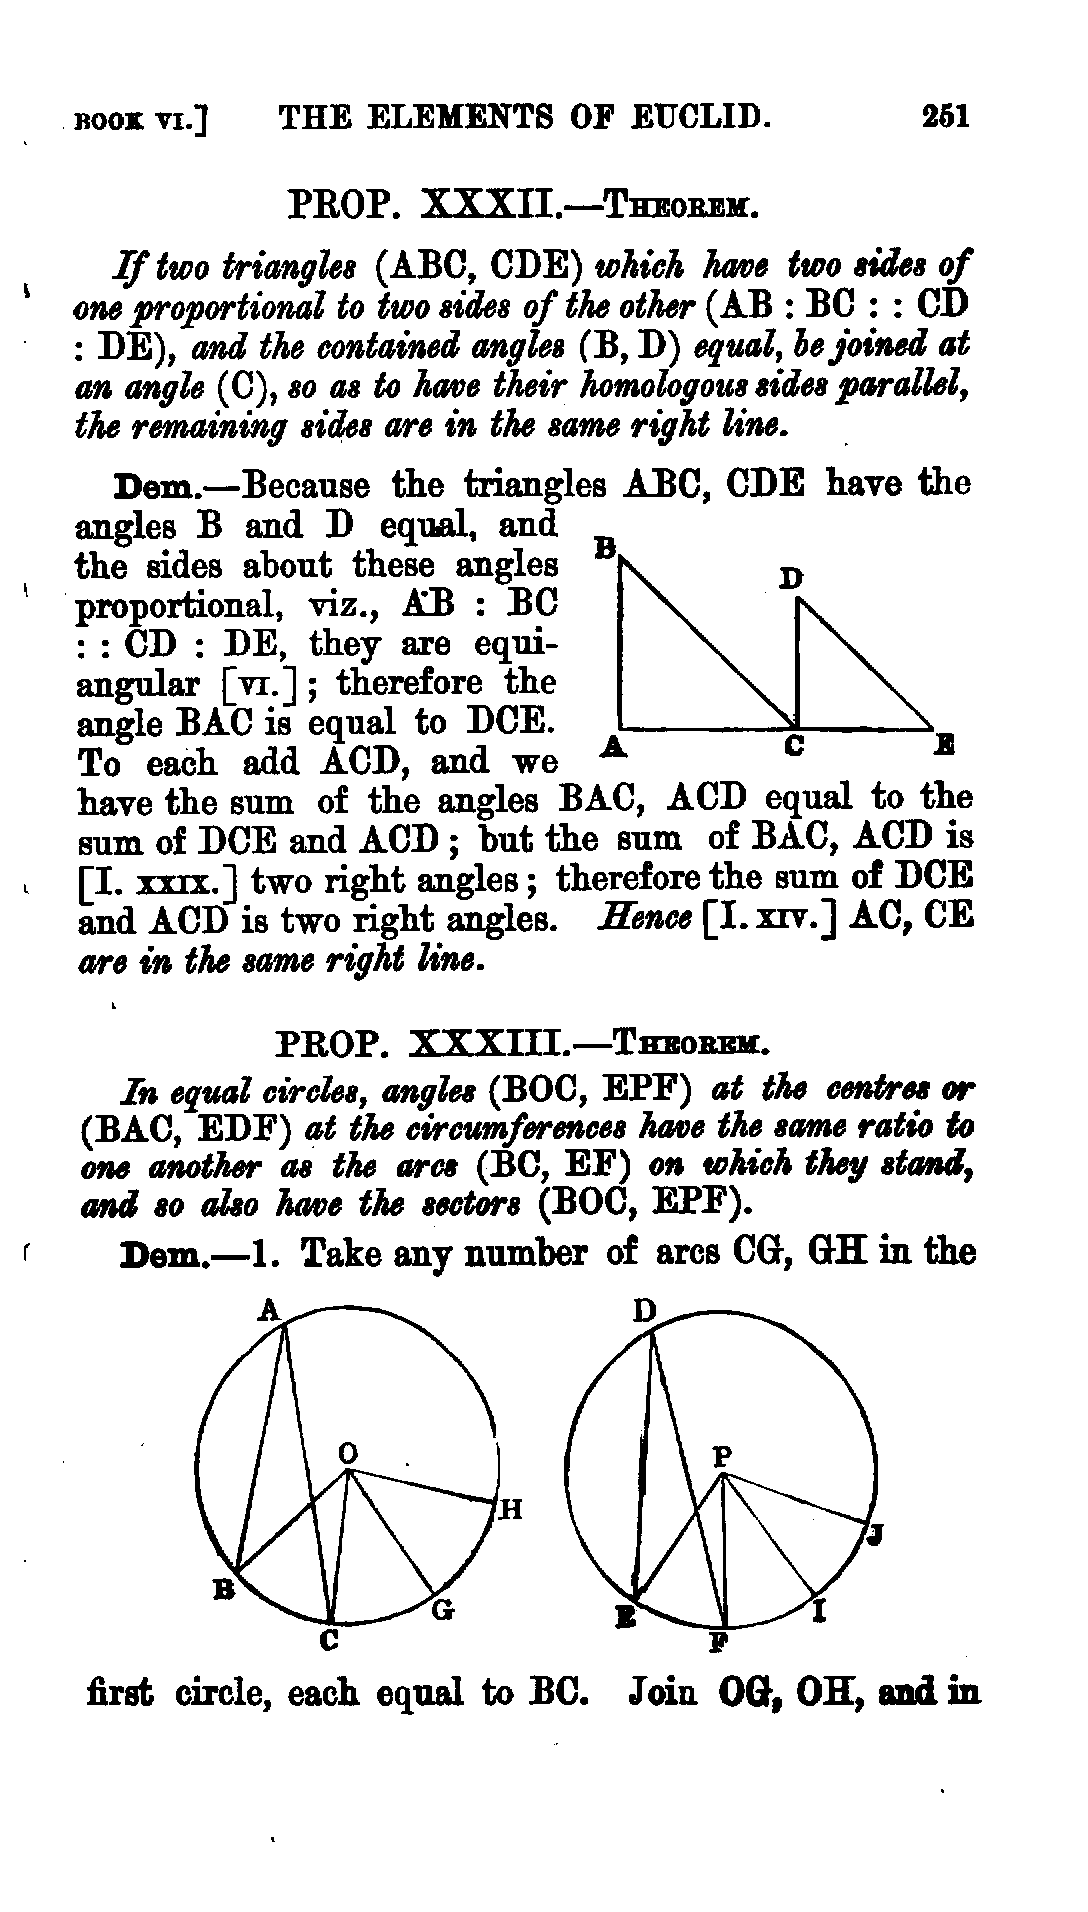 BOOK VI.] THE ELEMENTS OF EUCLID. 251
PROP. XXXII.—THEOREM.
If two triangles (ABC, CDE) which have two sides of
one proportional to two sides of the other (AB : BC : : CD
: DE), and the contained angles (B, D) equal, be joined at
an angle (C), so as to have their homologous sides parallel,
the remaining sides are in the same right line.
Dem.—Because the triangles ABC, CDE have the
angles B and D equal, and
the sides about these angles
proportional, viz., AB : BC
: : CD : DE, they are equi-
angular [VI.]; therefore the
angle BAC is equal to DCE.
To each add ACD, and we
B
D
A
C
E
have the sum of the angles BAC, ACD equal to the
sum of DCE and ACD; but the sum of BAC, ACD is
[I. XXIX.] two right angles; therefore the sum of DCE
and ACD is two right angles. Hence [I. XIV.] AC, CE
are in the same right line.
PROP. XXXIII.—THEOREM.
In equal circles, angles (BOC, EPF) at the centres or
(BAC, EDF) at the circumferences have the same ratio to
one another as the arcs (BC, EF) on which they stand,
and so also have the sectors (BOC, EPF).
Dem.—1. Take any number of arcs CG, GH in the
A
O
H
B
G
C
D
P
J
E
I
F
first circle, each equal to BC. Join OG, OH, and in